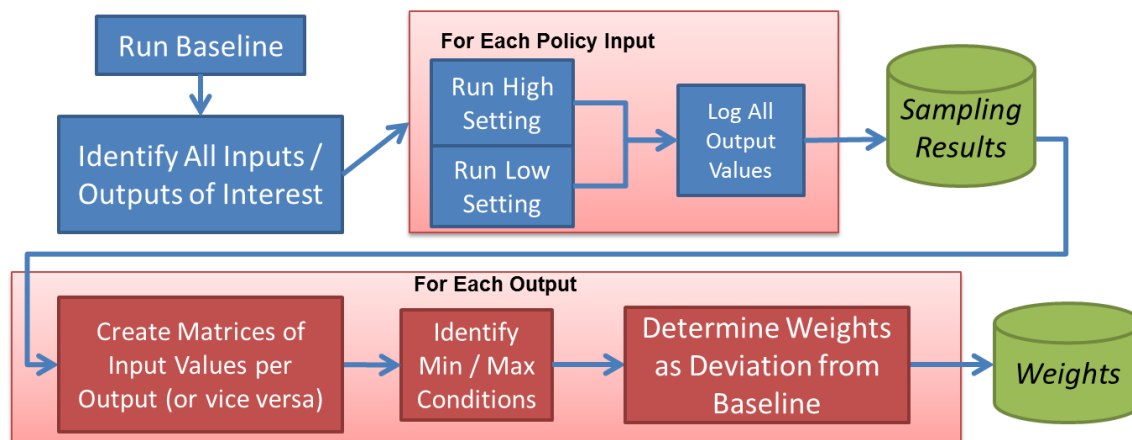 Run Baseline
Identify All Inputs /
Outputs of Interest
For Each Policy Input
Run High
Setting
Run Low
Setting
Log All
Output
Values
Sampling
Results
For Each Output
Create Matrices of
Input Values per
Output (or vice versa)
Identify
Min / Max
Conditions
Determine Weights
as Deviation from
Baseline
Weights